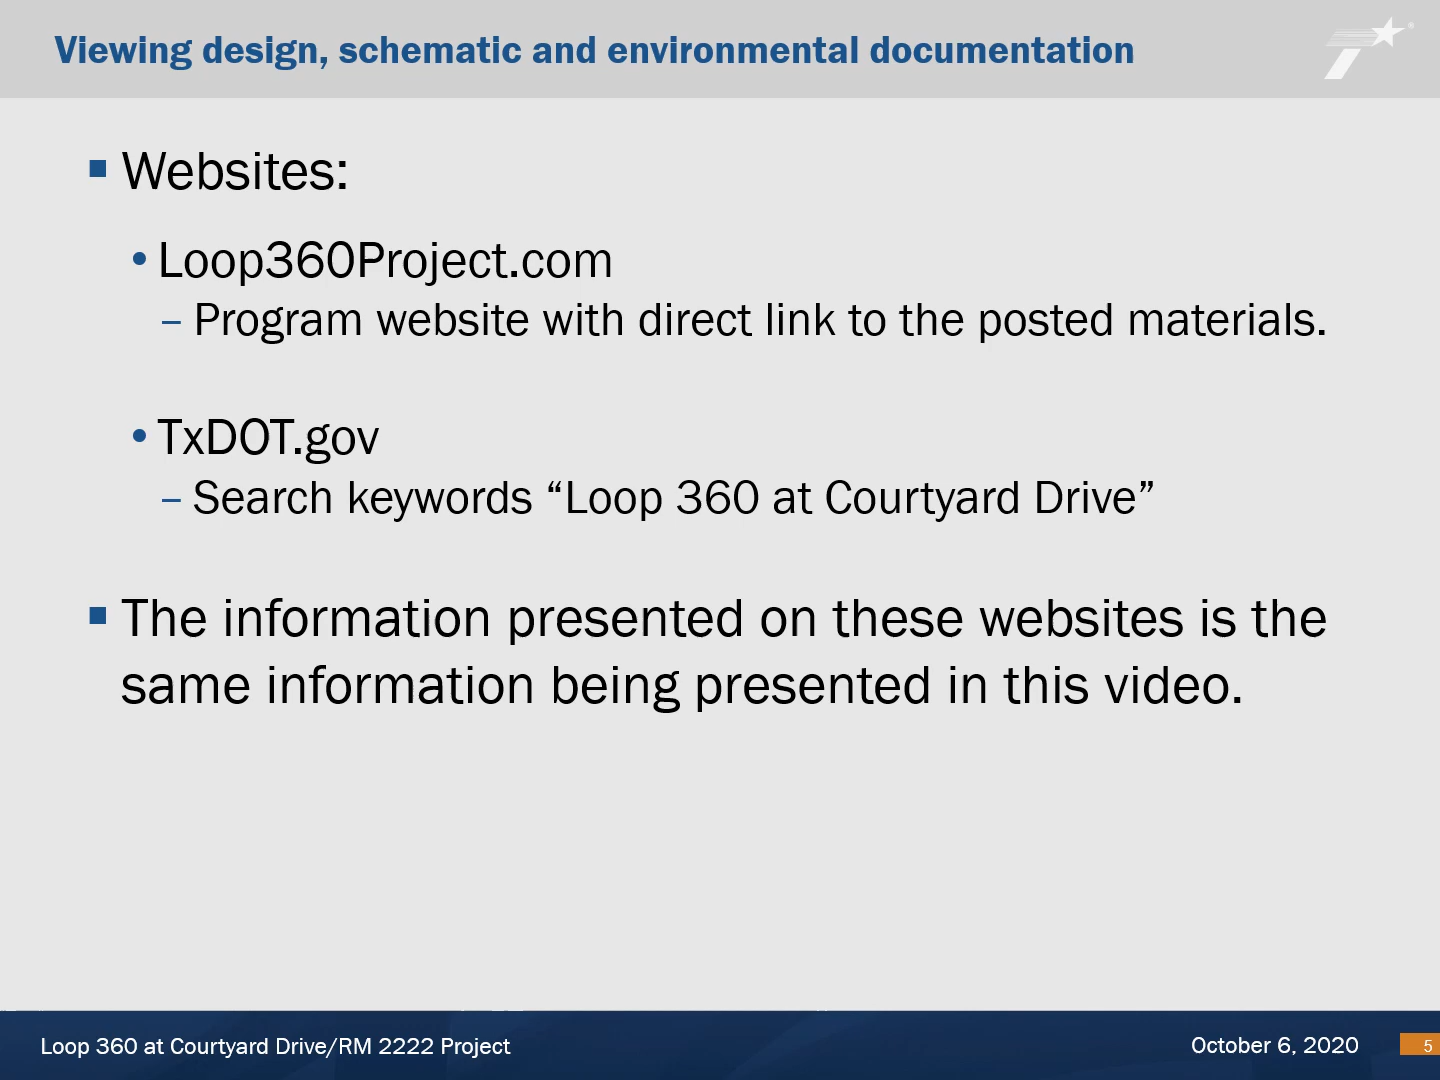 Viewing design, schematic and environmental documentation
Websites:
Loop360Project.com
– Program website with direct link to the posted materials.
TxDOT.gov
– Search keywords “Loop 360 at Courtyard Drive”
The information presented on these websites is the
same information being presented in this video.
Loop 360 at Courtyard Drive/RM 2222 Project
October 6, 2020
5